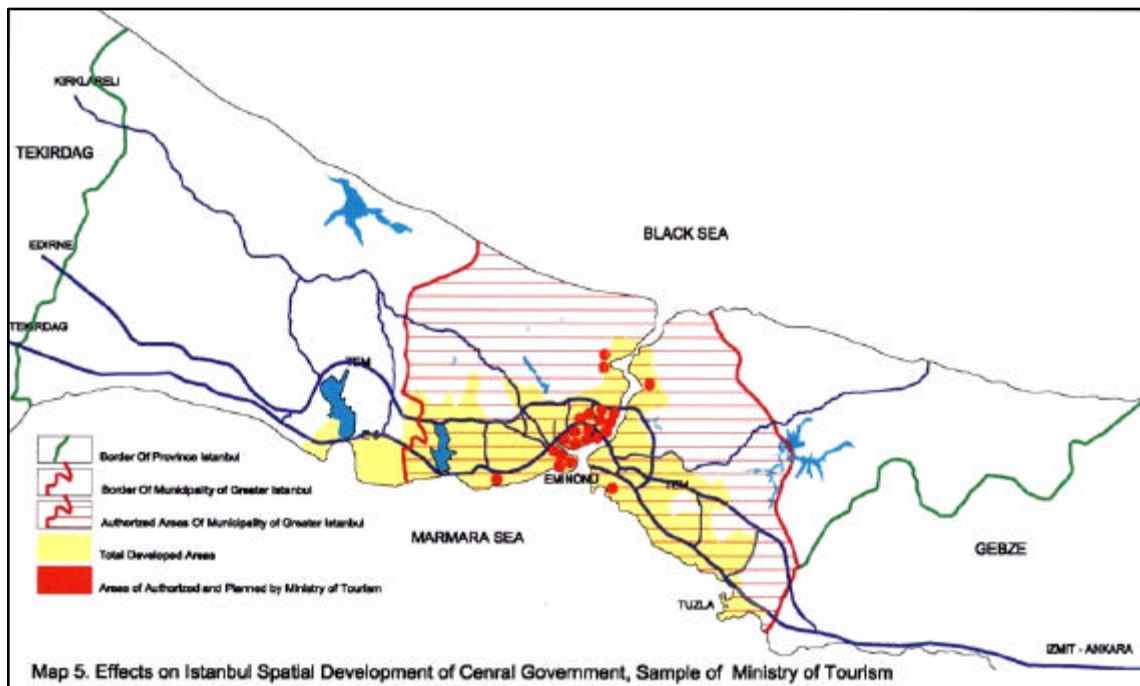 KIRKLARELI
TEKIRDAG
BLACK SEA
EDIRNE
TEKIRDAG
TEM
E-5
EMINONU
TEM
MARMARA SEA
GEBZE
TUZLA
IZMIT - ANKARA
Border Of Province Istanbul
Border Of Municipality of Greater Istanbul
Authorized Areas Of Municipality of Greater Istanbul
Total Developed Areas
Areas of Authorized and Planned by Ministry of Tourism
Map 5. Effects on Istanbul Spatial Development of Cenral Government, Sample of Ministry of Tourism